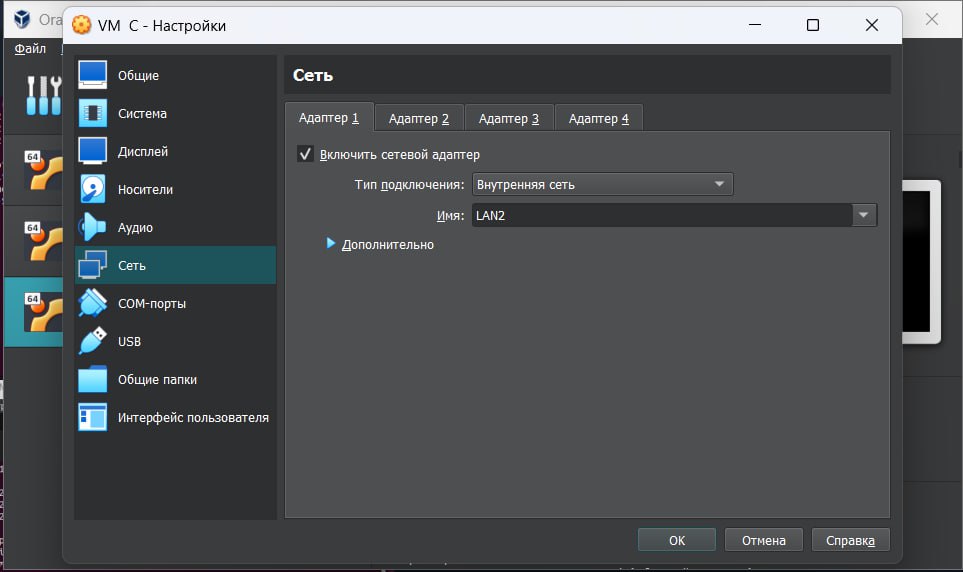 Ora
VM C - Настройки
Файл
Общие
Система
Дисплей
Носители
Аудио
Сеть
COM-порты
USB
Общие папки
Интерфейс пользователя
Сеть
Адаптер 1
Адаптер 2
Адаптер 3
Адаптер 4
Включить сетевой адаптер
Тип подключения: Внутренняя сеть
Имя: LAN2
Дополнительно
OK
Отмена
Справка
64
64
64